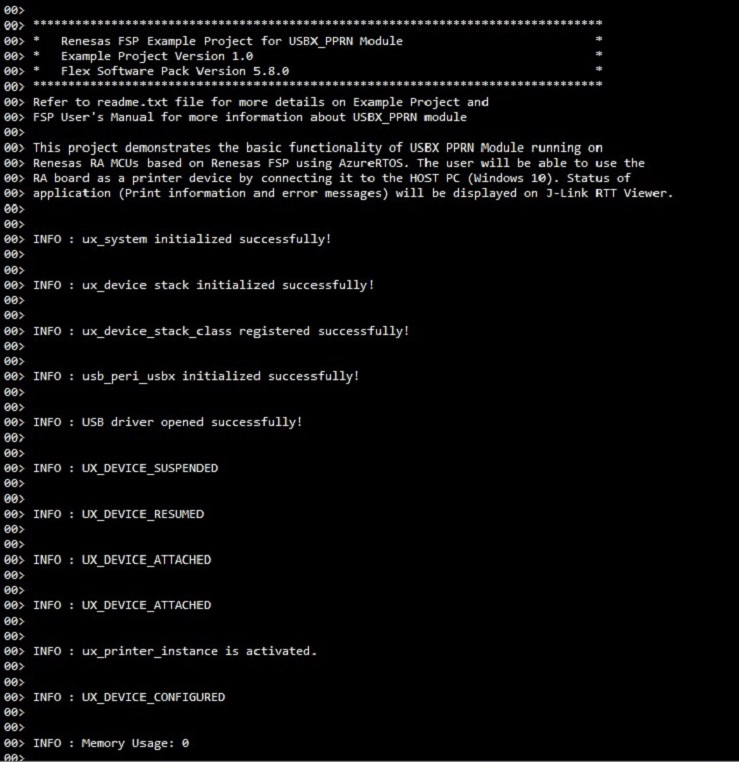 00>
00> *******************************************************************************
00> *   Renesas FSP Example Project for USBX_PPRN Module                           *
00> *   Example Project Version 1.0                                                *
00> *   Flex Software Pack Version 5.8.0                                           *
00> *******************************************************************************
00> Refer to readme.txt file for more details on Example Project and
00> FSP User's Manual for more information about USBX_PPRN module
00>
00> This project demonstrates the basic functionality of USBX PPRN Module running on
00> Renesas RA MCUs based on Renesas FSP using AzureRTOS. The user will be able to use the
00> RA board as a printer device by connecting it to the HOST PC (Windows 10). Status of
00> application (Print information and error messages) will be displayed on J-Link RTT Viewer.
00>
00>
00> INFO : ux_system initialized successfully!
00>
00>
00> INFO : ux_device stack initialized successfully!
00>
00>
00> INFO : ux_device_stack_class registered successfully!
00>
00>
00> INFO : usb_peri_usbx initialized successfully!
00>
00>
00> INFO : USB driver opened successfully!
00>
00>
00> INFO : UX_DEVICE_SUSPENDED
00>
00>
00> INFO : UX_DEVICE_RESUMED
00>
00>
00> INFO : UX_DEVICE_ATTACHED
00>
00>
00> INFO : UX_DEVICE_ATTACHED
00>
00>
00> INFO : ux_printer_instance is activated.
00>
00>
00> INFO : UX_DEVICE_CONFIGURED
00>
00>
00> INFO : Memory Usage: 0
00>